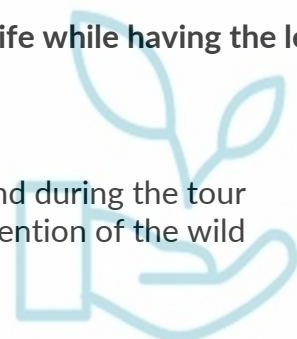 ife while having the le
nd during the tour
ention of the wild